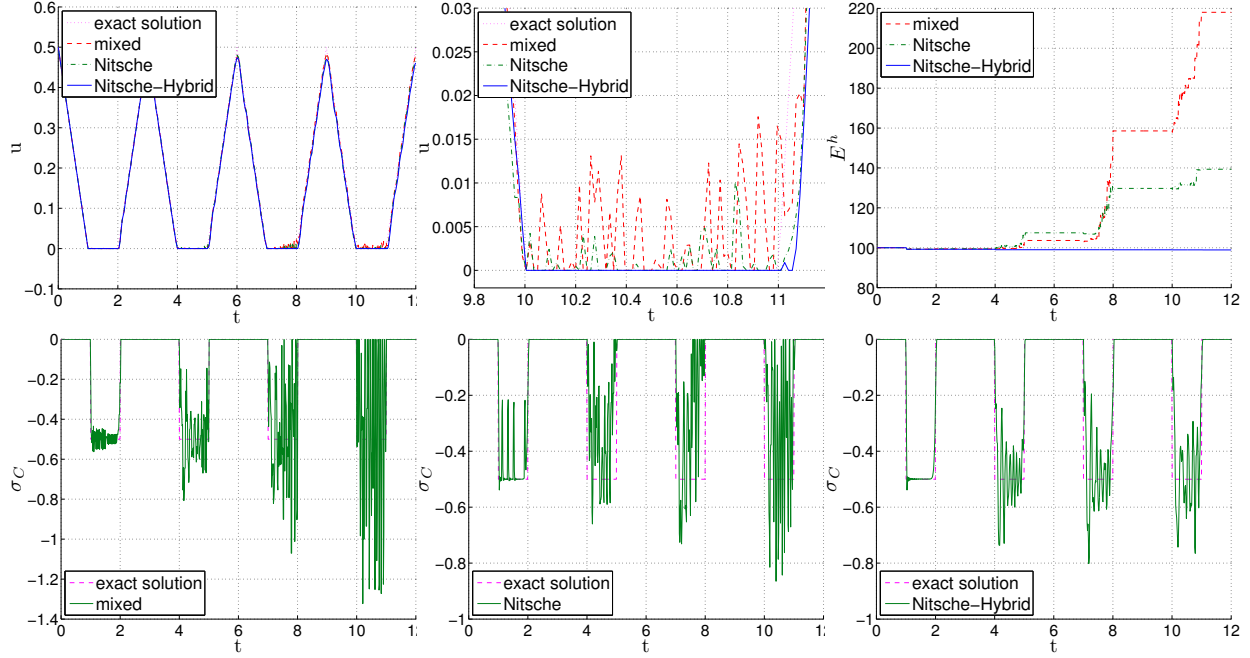 0.6
0.5
0.4
0.3
0.2
0.1
0
−0.1
u
exact solution
mixed
Nitsche
Nitsche−Hybrid
0 2 4 6 8 10 12
t
0.03
0.025
0.02
0.015
0.01
0.005
0
u
exact solution
mixed
Nitsche
Nitsche−Hybrid
9.8 10 10.2 10.4 10.6 10.8 11
t
220
200
180
160
140
120
100
80
E^h
mixed
Nitsche
Nitsche−Hybrid
0 2 4 6 8 10 12
t
0
−0.2
−0.4
−0.6
−0.8
−1
−1.2
−1.4
σ_C
exact solution
mixed
0 2 4 6 8 10 12
t
0
−0.2
−0.4
−0.6
−0.8
−1
σ_C
exact solution
Nitsche
0 2 4 6 8 10 12
t
0
−0.2
−0.4
−0.6
−0.8
−1
σ_C
exact solution
Nitsche−Hybrid
0 2 4 6 8 10 12
t